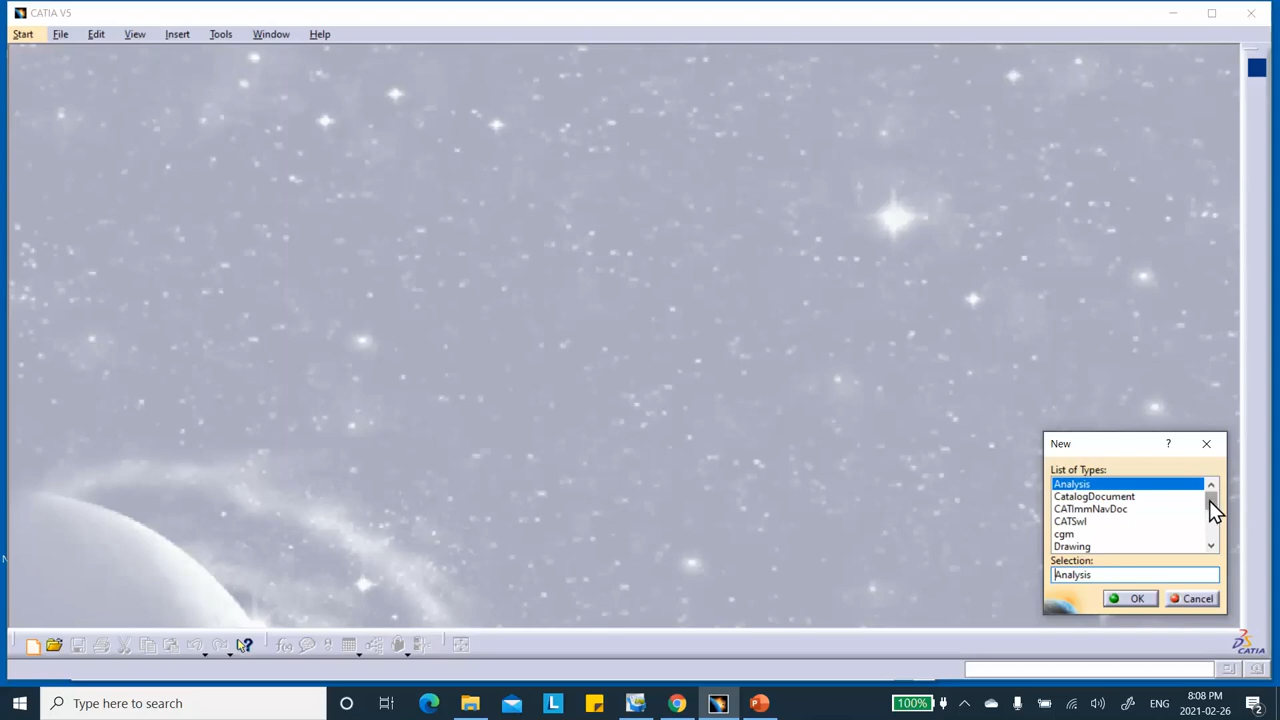 CATIA V5
Start File Edit View Insert Tools Window Help
New ?
List of Types:
Analysis
CatalogDocument
CATImmNavDoc
CATSwl
cgm
Drawing
Selection:
Analysis
OK Cancel
f(x)
CATIA
Type here to search
L
P
100%
ENG
8:08 PM
2021-02-26
2